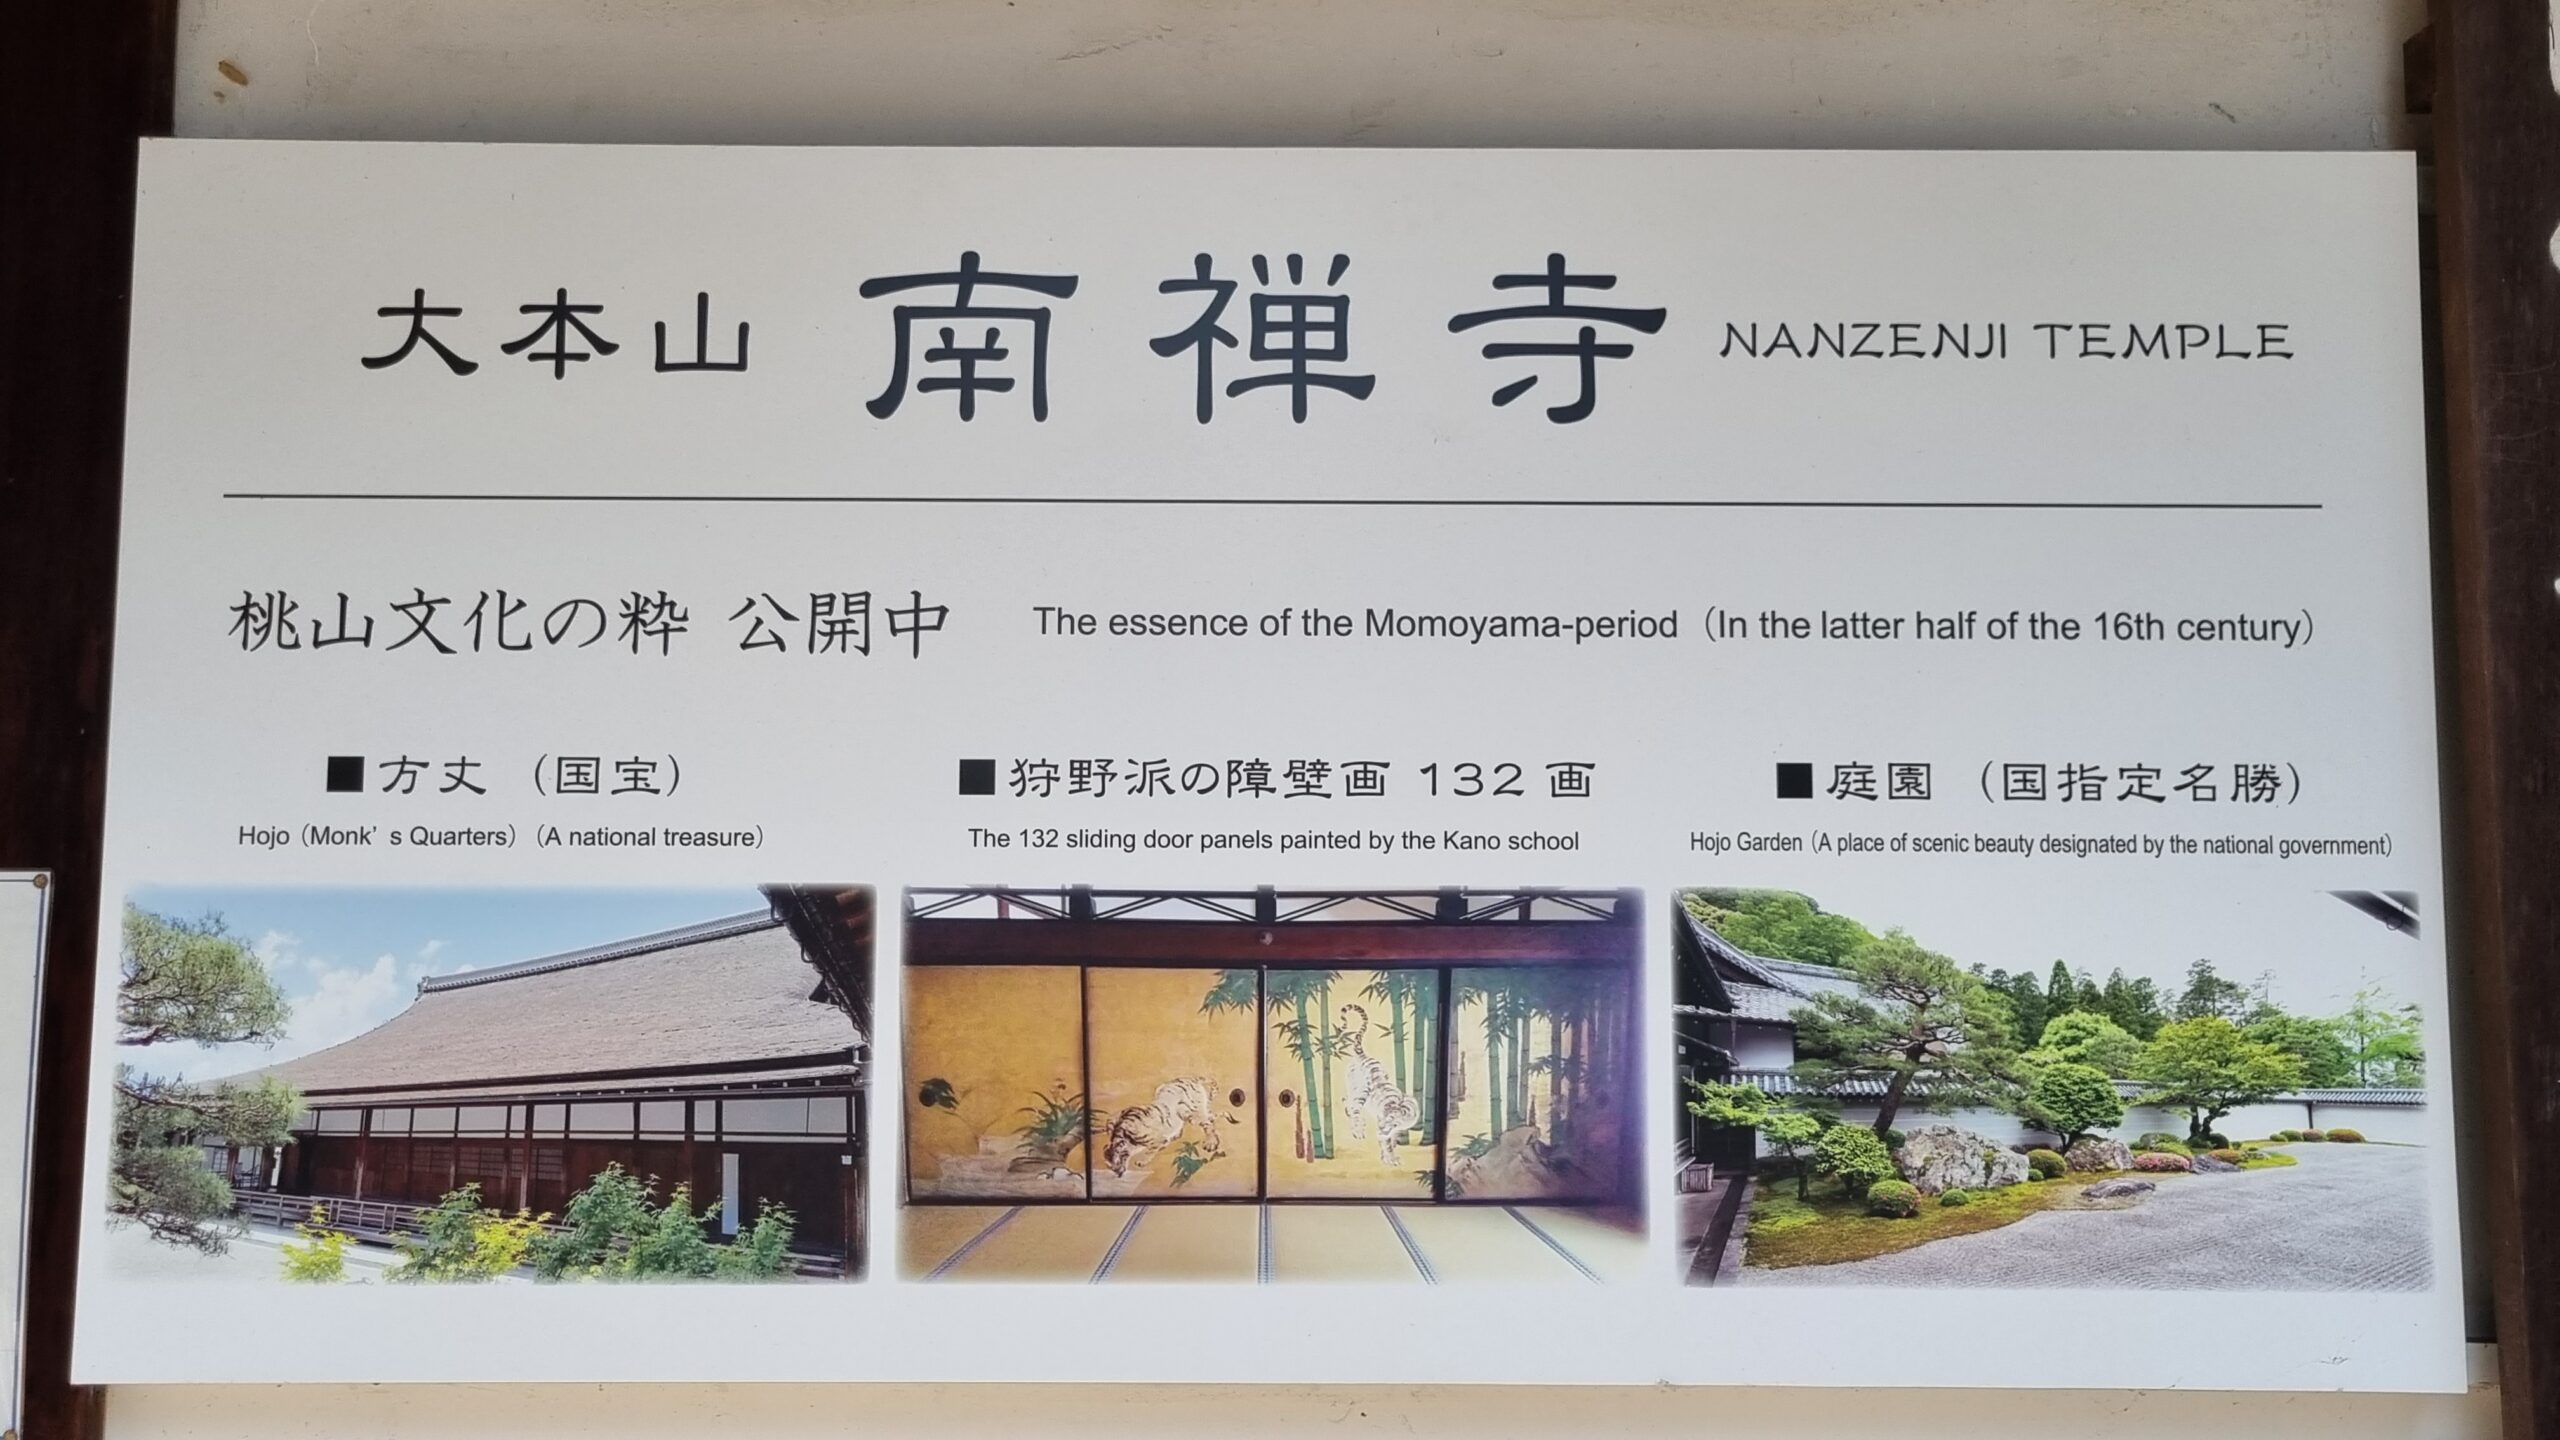 大本山 南禅寺 NANZENJI TEMPLE
桃山文化の粋 公開中 The essence of the Momoyama-period (In the latter half of the 16th century)
■方丈（国宝）
Hojo (Monk's Quarters) (A national treasure)
■狩野派の障壁画 132 画
The 132 sliding door panels painted by the Kano school
■庭園（国指定名勝）
Hojo Garden (A place of scenic beauty designated by the national government)